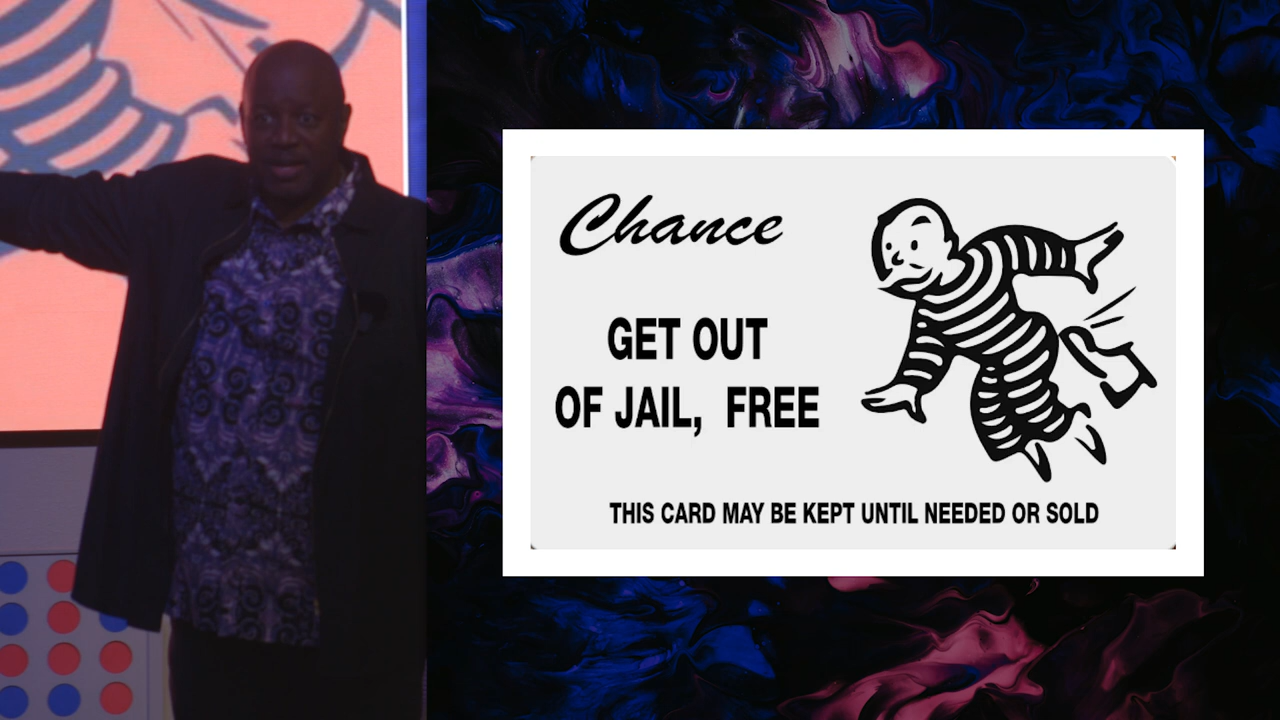 Chance
GET OUT
OF JAIL, FREE
THIS CARD MAY BE KEPT UNTIL NEEDED OR SOLD